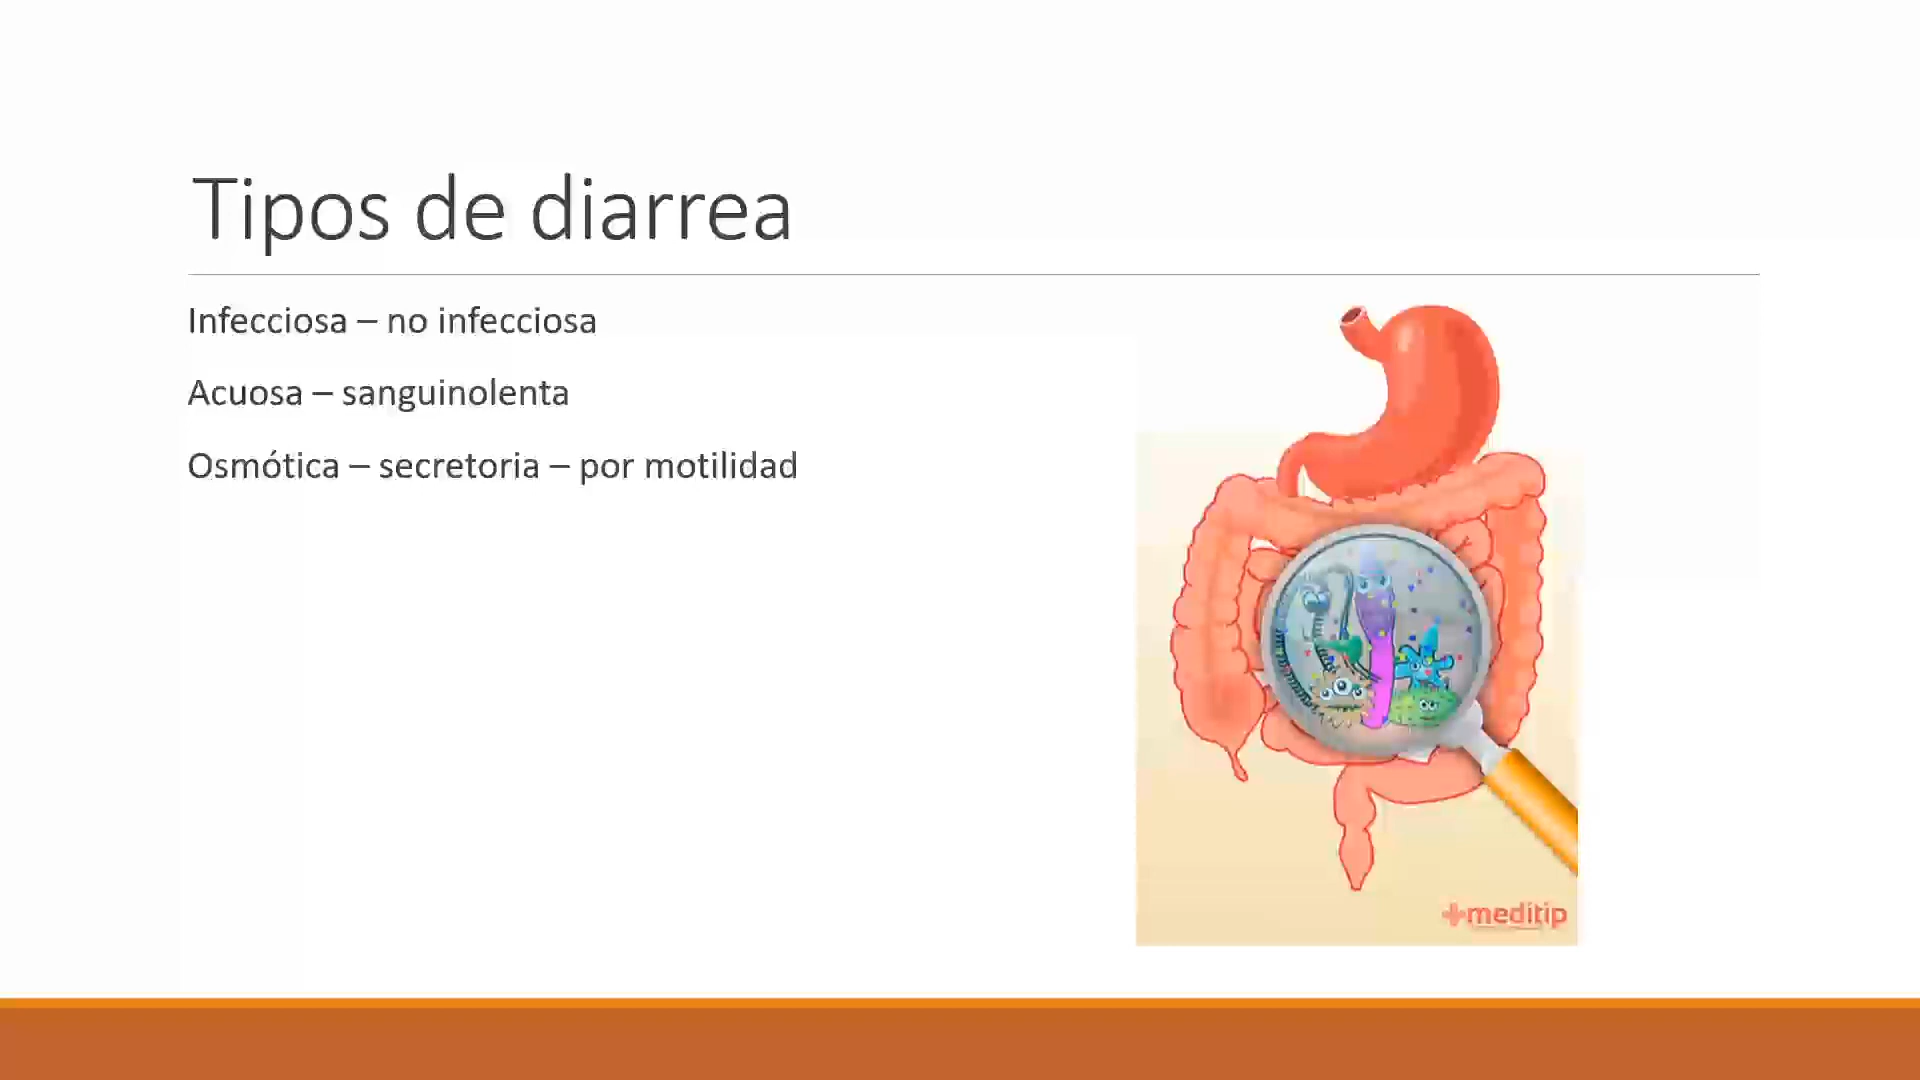 Tipos de diarrea
Infecciosa – no infecciosa
Acuosa – sanguinolenta
Osmótica – secretoria – por motilidad
meditip